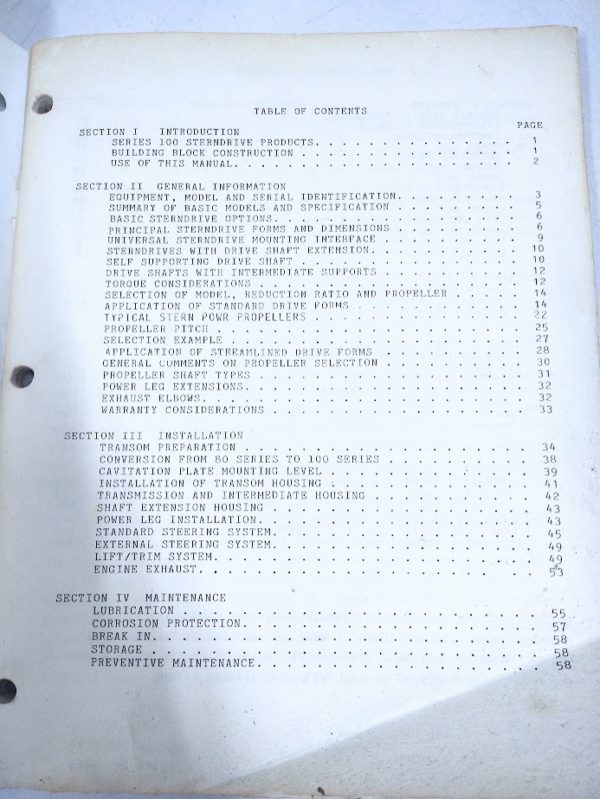 TABLE OF CONTENTS
PAGE
SECTION I INTRODUCTION
SERIES 100 STERNDRIVE PRODUCTS. . . . . . . . . . . . . . . . 1
BUILDING BLOCK CONSTRUCTION . . . . . . . . . . . . . . . . . 1
USE OF THIS MANUAL. . . . . . . . . . . . . . . . . . . . . . 2
SECTION II GENERAL INFORMATION
EQUIPMENT, MODEL AND SERIAL IDENTIFICATION. . . . . . . . . . 3
SUMMARY OF BASIC MODELS AND SPECIFICATION . . . . . . . . . . 5
BASIC STERNDRIVE OPTIONS. . . . . . . . . . . . . . . . . . . 6
PRINCIPAL STERNDRIVE FORMS AND DIMENSIONS . . . . . . . . . . 6
UNIVERSAL STERNDRIVE MOUNTING INTERFACE . . . . . . . . . . . 9
STERNDRIVES WITH DRIVE SHAFT EXTENSION. . . . . . . . . . . . 10
SELF SUPPORTING DRIVE SHAFT . . . . . . . . . . . . . . . . . 10
DRIVE SHAFTS WITH INTERMEDIATE SUPPORTS . . . . . . . . . . . 12
TORQUE CONSIDERATIONS . . . . . . . . . . . . . . . . . . . . 12
SELECTION OF MODEL, REDUCTION RATIO AND PROPELLER . . . . . . 14
APPLICATION OF STANDARD DRIVE FORMS . . . . . . . . . . . . . 14
TYPICAL STERN POWR PROPELLERS . . . . . . . . . . . . . . . . 22
PROPELLER PITCH . . . . . . . . . . . . . . . . . . . . . . . 25
SELECTION EXAMPLE . . . . . . . . . . . . . . . . . . . . . . 27
APPLICATION OF STREAMLINED DRIVE FORMS . . . . . . . . . . . 28
GENERAL COMMENTS ON PROPELLER SELECTION . . . . . . . . . . . 30
PROPELLER SHAFT TYPES . . . . . . . . . . . . . . . . . . . . 31
POWER LEG EXTENSIONS. . . . . . . . . . . . . . . . . . . . . 32
EXHAUST ELBOWS. . . . . . . . . . . . . . . . . . . . . . . . 32
WARRANTY CONSIDERATIONS . . . . . . . . . . . . . . . . . . . 33
SECTION III INSTALLATION
TRANSOM PREPARATION . . . . . . . . . . . . . . . . . . . . . 34
CONVERSION FROM 80 SERIES TO 100 SERIES . . . . . . . . . . . 38
CAVITATION PLATE MOUNTING LEVEL . . . . . . . . . . . . . . . 39
INSTALLATION OF TRANSOM HOUSING . . . . . . . . . . . . . . . 41
TRANSMISSION AND INTERMEDIATE HOUSING . . . . . . . . . . . . 42
SHAFT EXTENSION HOUSING . . . . . . . . . . . . . . . . . . . 43
POWER LEG INSTALLATION. . . . . . . . . . . . . . . . . . . . 43
STANDARD STEERING SYSTEM. . . . . . . . . . . . . . . . . . . 45
EXTERNAL STEERING SYSTEM. . . . . . . . . . . . . . . . . . . 49
LIFT/TRIM SYSTEM. . . . . . . . . . . . . . . . . . . . . . . 49
ENGINE EXHAUST. . . . . . . . . . . . . . . . . . . . . . . . 53
SECTION IV MAINTENANCE
LUBRICATION . . . . . . . . . . . . . . . . . . . . . . . . . 55
CORROSION PROTECTION. . . . . . . . . . . . . . . . . . . . . 57
BREAK IN. . . . . . . . . . . . . . . . . . . . . . . . . . . 58
STORAGE . . . . . . . . . . . . . . . . . . . . . . . . . . . 58
PREVENTIVE MAINTENANCE. . . . . . . . . . . . . . . . . . . . 58